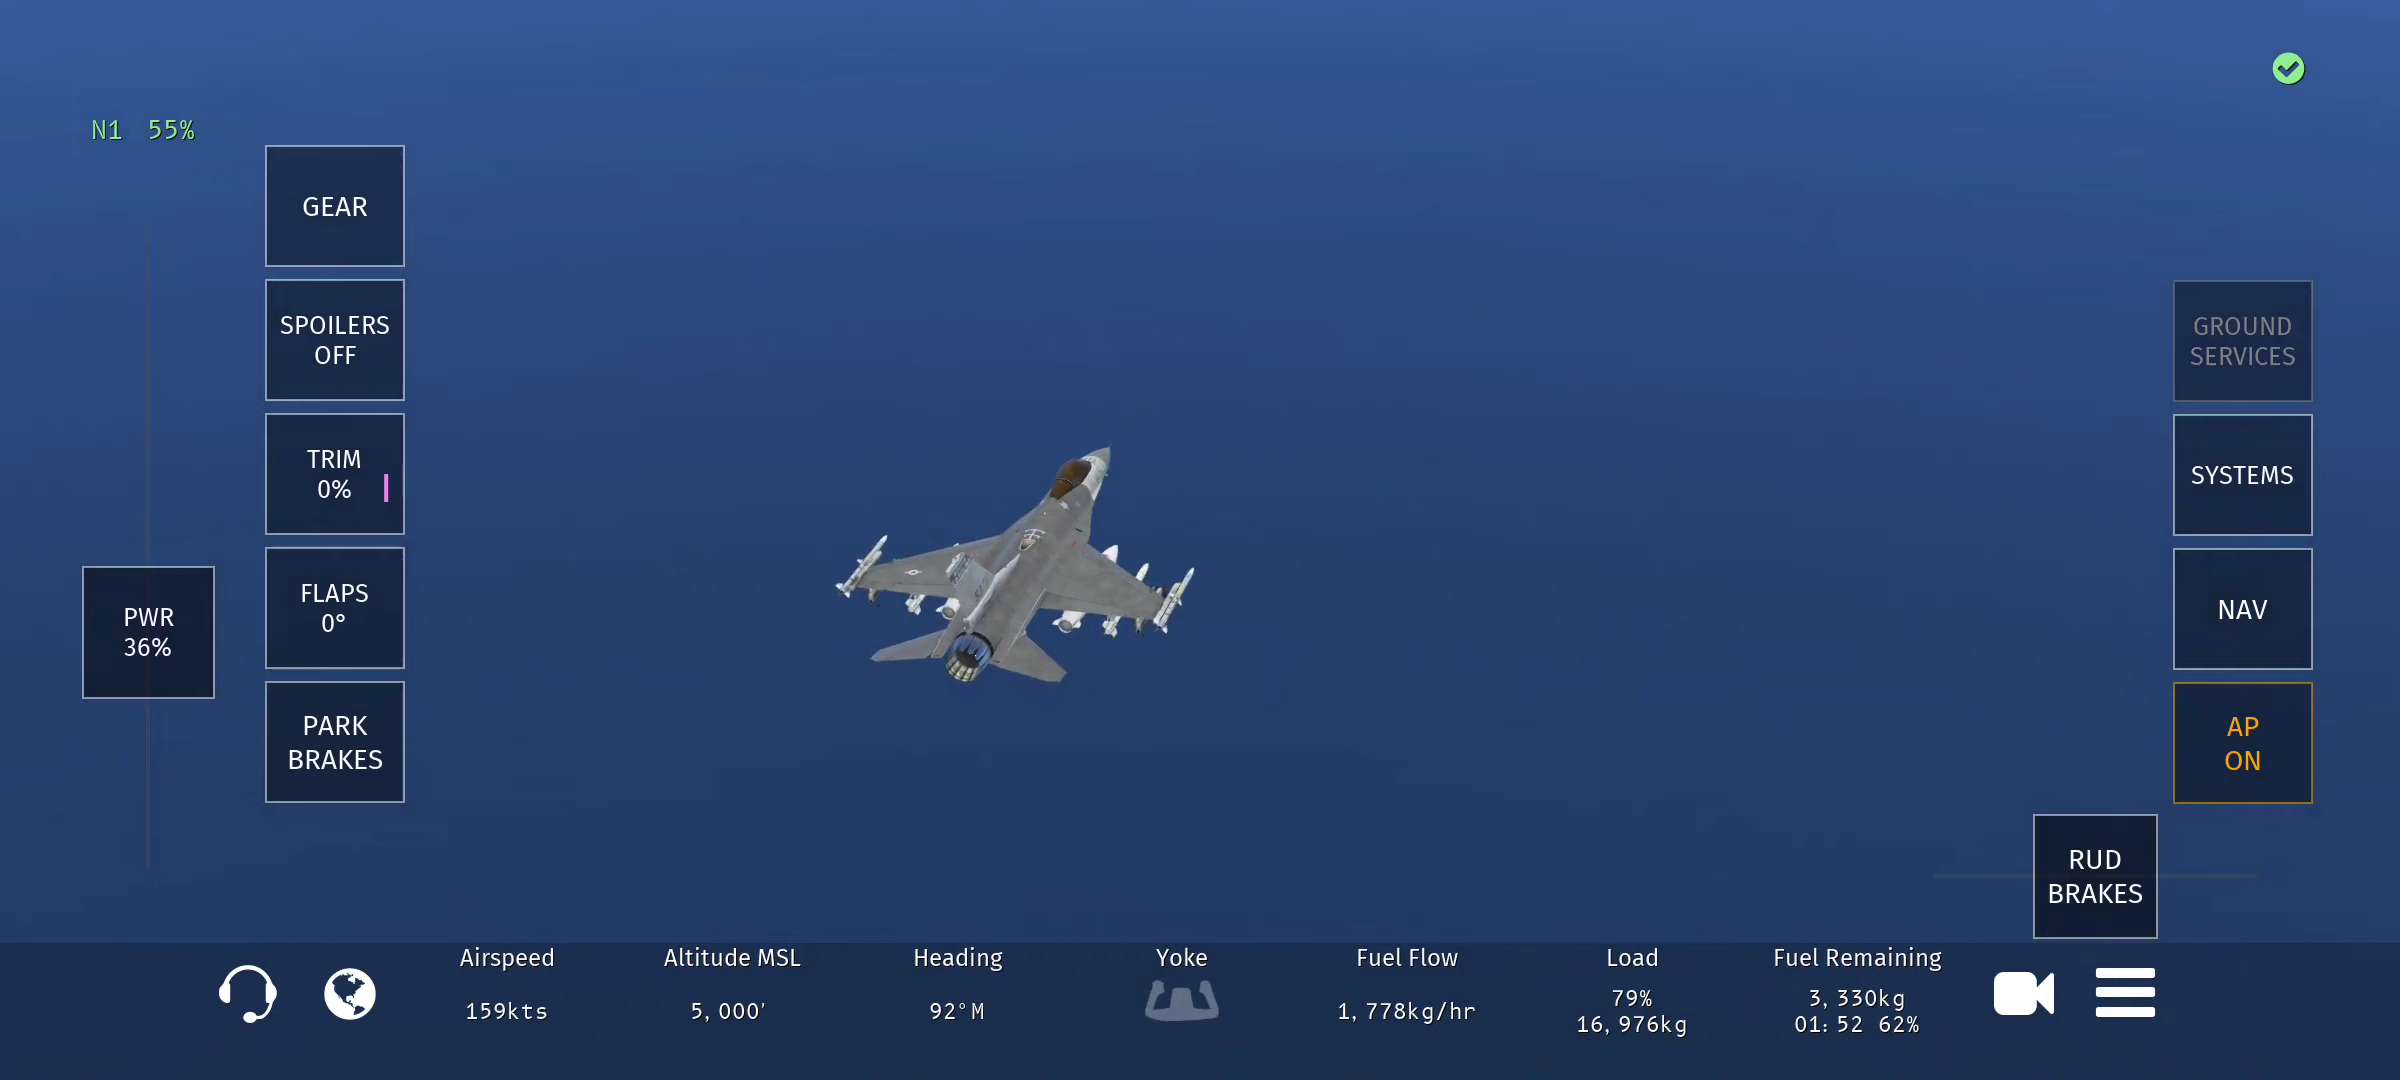 N1 55%
GEAR
SPOILERS
OFF
TRIM
0%
FLAPS
0°
PWR
36%
PARK
BRAKES
GROUND
SERVICES
SYSTEMS
NAV
AP
ON
RUD
BRAKES
Airspeed
159kts
Altitude MSL
5,000'
Heading
92°M
Yoke
Fuel Flow
1,778kg/hr
Load
79%
16,976kg
Fuel Remaining
3,330kg
01:52 62%